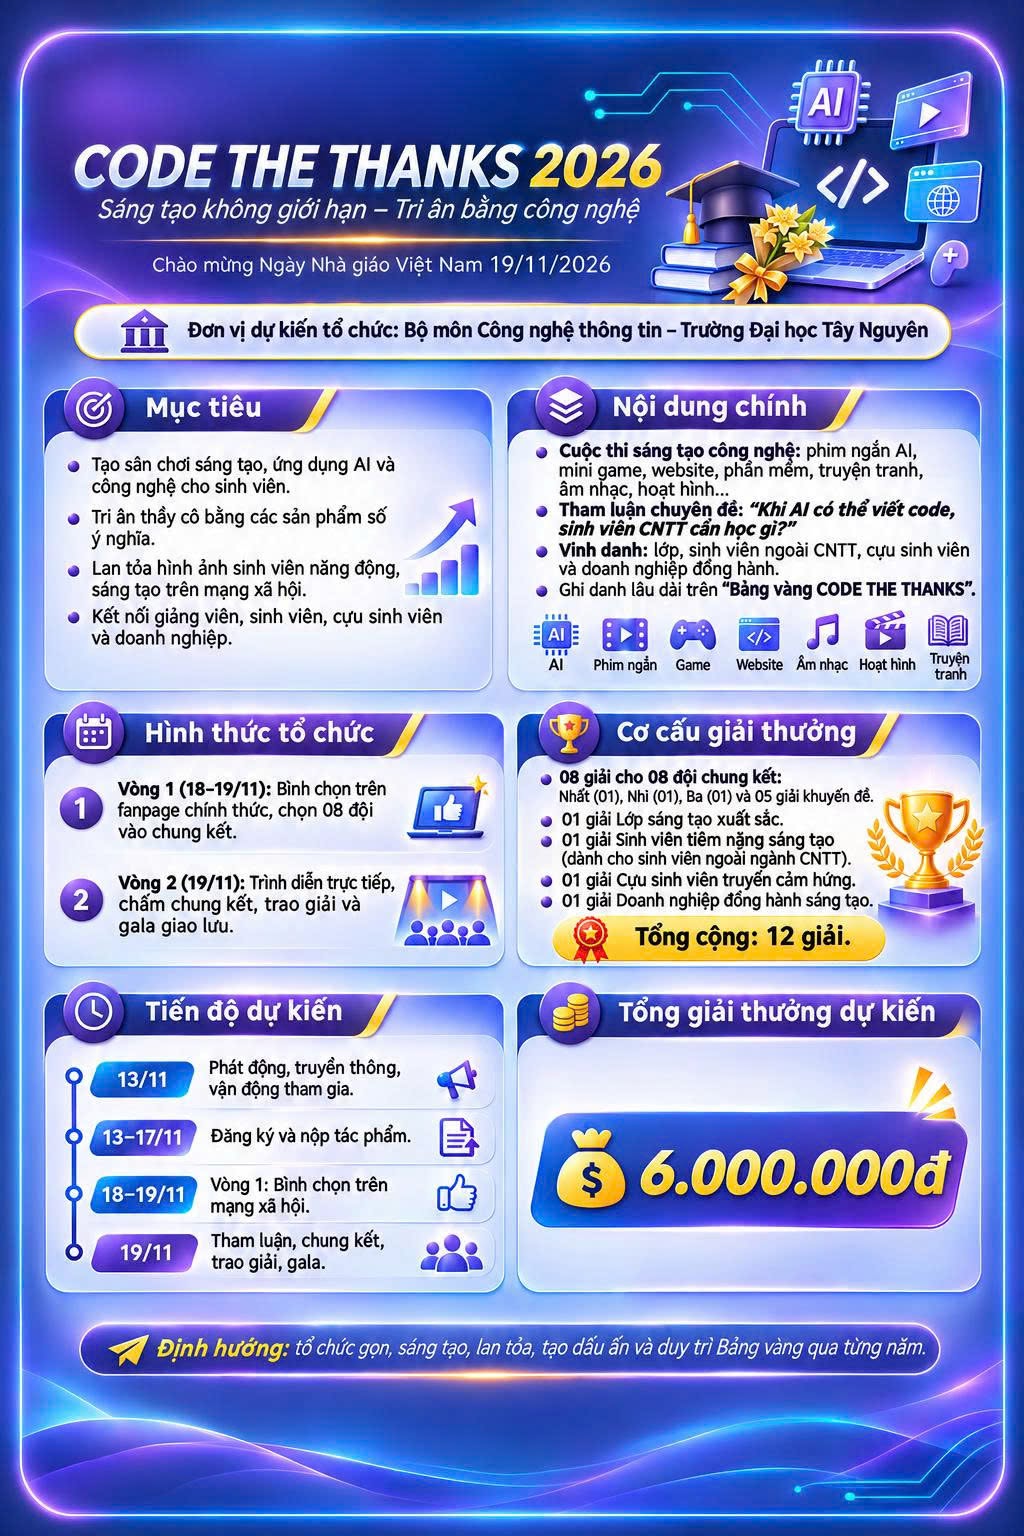 AI
</>
CODE THE THANKS 2026
Sáng tạo không giới hạn – Tri ân bằng công nghệ
Chào mừng Ngày Nhà giáo Việt Nam 19/11/2026
Đơn vị dự kiến tổ chức: Bộ môn Công nghệ thông tin – Trường Đại học Tây Nguyên
Mục tiêu
Tạo sân chơi sáng tạo, ứng dụng AI và
công nghệ cho sinh viên.
Tri ân thầy cô bằng các sản phẩm số
ý nghĩa.
Lan tỏa hình ảnh sinh viên năng động,
sáng tạo trên mạng xã hội.
Kết nối giảng viên, sinh viên, cựu sinh viên
và doanh nghiệp.
Nội dung chính
Cuộc thi sáng tạo công nghệ: phim ngắn AI,
mini game, website, phần mềm, truyện tranh,
âm nhạc, hoạt hình...
Tham luận chuyên đề: “Khi AI có thể viết code,
sinh viên CNTT cần học gì?”
Vinh danh: lớp, sinh viên ngoài CNTT, cựu sinh viên
và doanh nghiệp đồng hành.
Ghi danh lâu dài trên “Bảng vàng CODE THE THANKS”.
AI
</>
AI
Phim ngắn
Game
Website
Âm nhạc
Hoạt hình
Truyện
tranh
Hình thức tổ chức
1
Vòng 1 (18–19/11): Bình chọn trên
fanpage chính thức, chọn 08 đội
vào chung kết.
2
Vòng 2 (19/11): Trình diễn trực tiếp,
chấm chung kết, trao giải và
gala giao lưu.
Cơ cấu giải thưởng
08 giải cho 08 đội chung kết:
Nhất (01), Nhi (01), Ba (01) và 05 giải khuyến đề.
01 giải Lớp sáng tạo xuất sắc.
01 giải Sinh viên tiềm nặng sáng tạo
(dành cho sinh viên ngoài ngành CNTT).
01 giải Cựu sinh viên truyền cảm hứng.
01 giải Doanh nghiệp đồng hành sáng tạo.
Tổng cộng: 12 giải.
Tiến độ dự kiến
13/11
Phát động, truyền thông,
vận động tham gia.
13–17/11
Đăng ký và nộp tác phẩm.
18–19/11
Vòng 1: Bình chọn trên
mạng xã hội.
19/11
Tham luận, chung kết,
trao giải, gala.
Tổng giải thưởng dự kiến
$
6.000.000đ
Định hướng: tổ chức gọn, sáng tạo, lan tỏa, tạo dấu ấn và duy trì Bảng vàng qua từng năm.